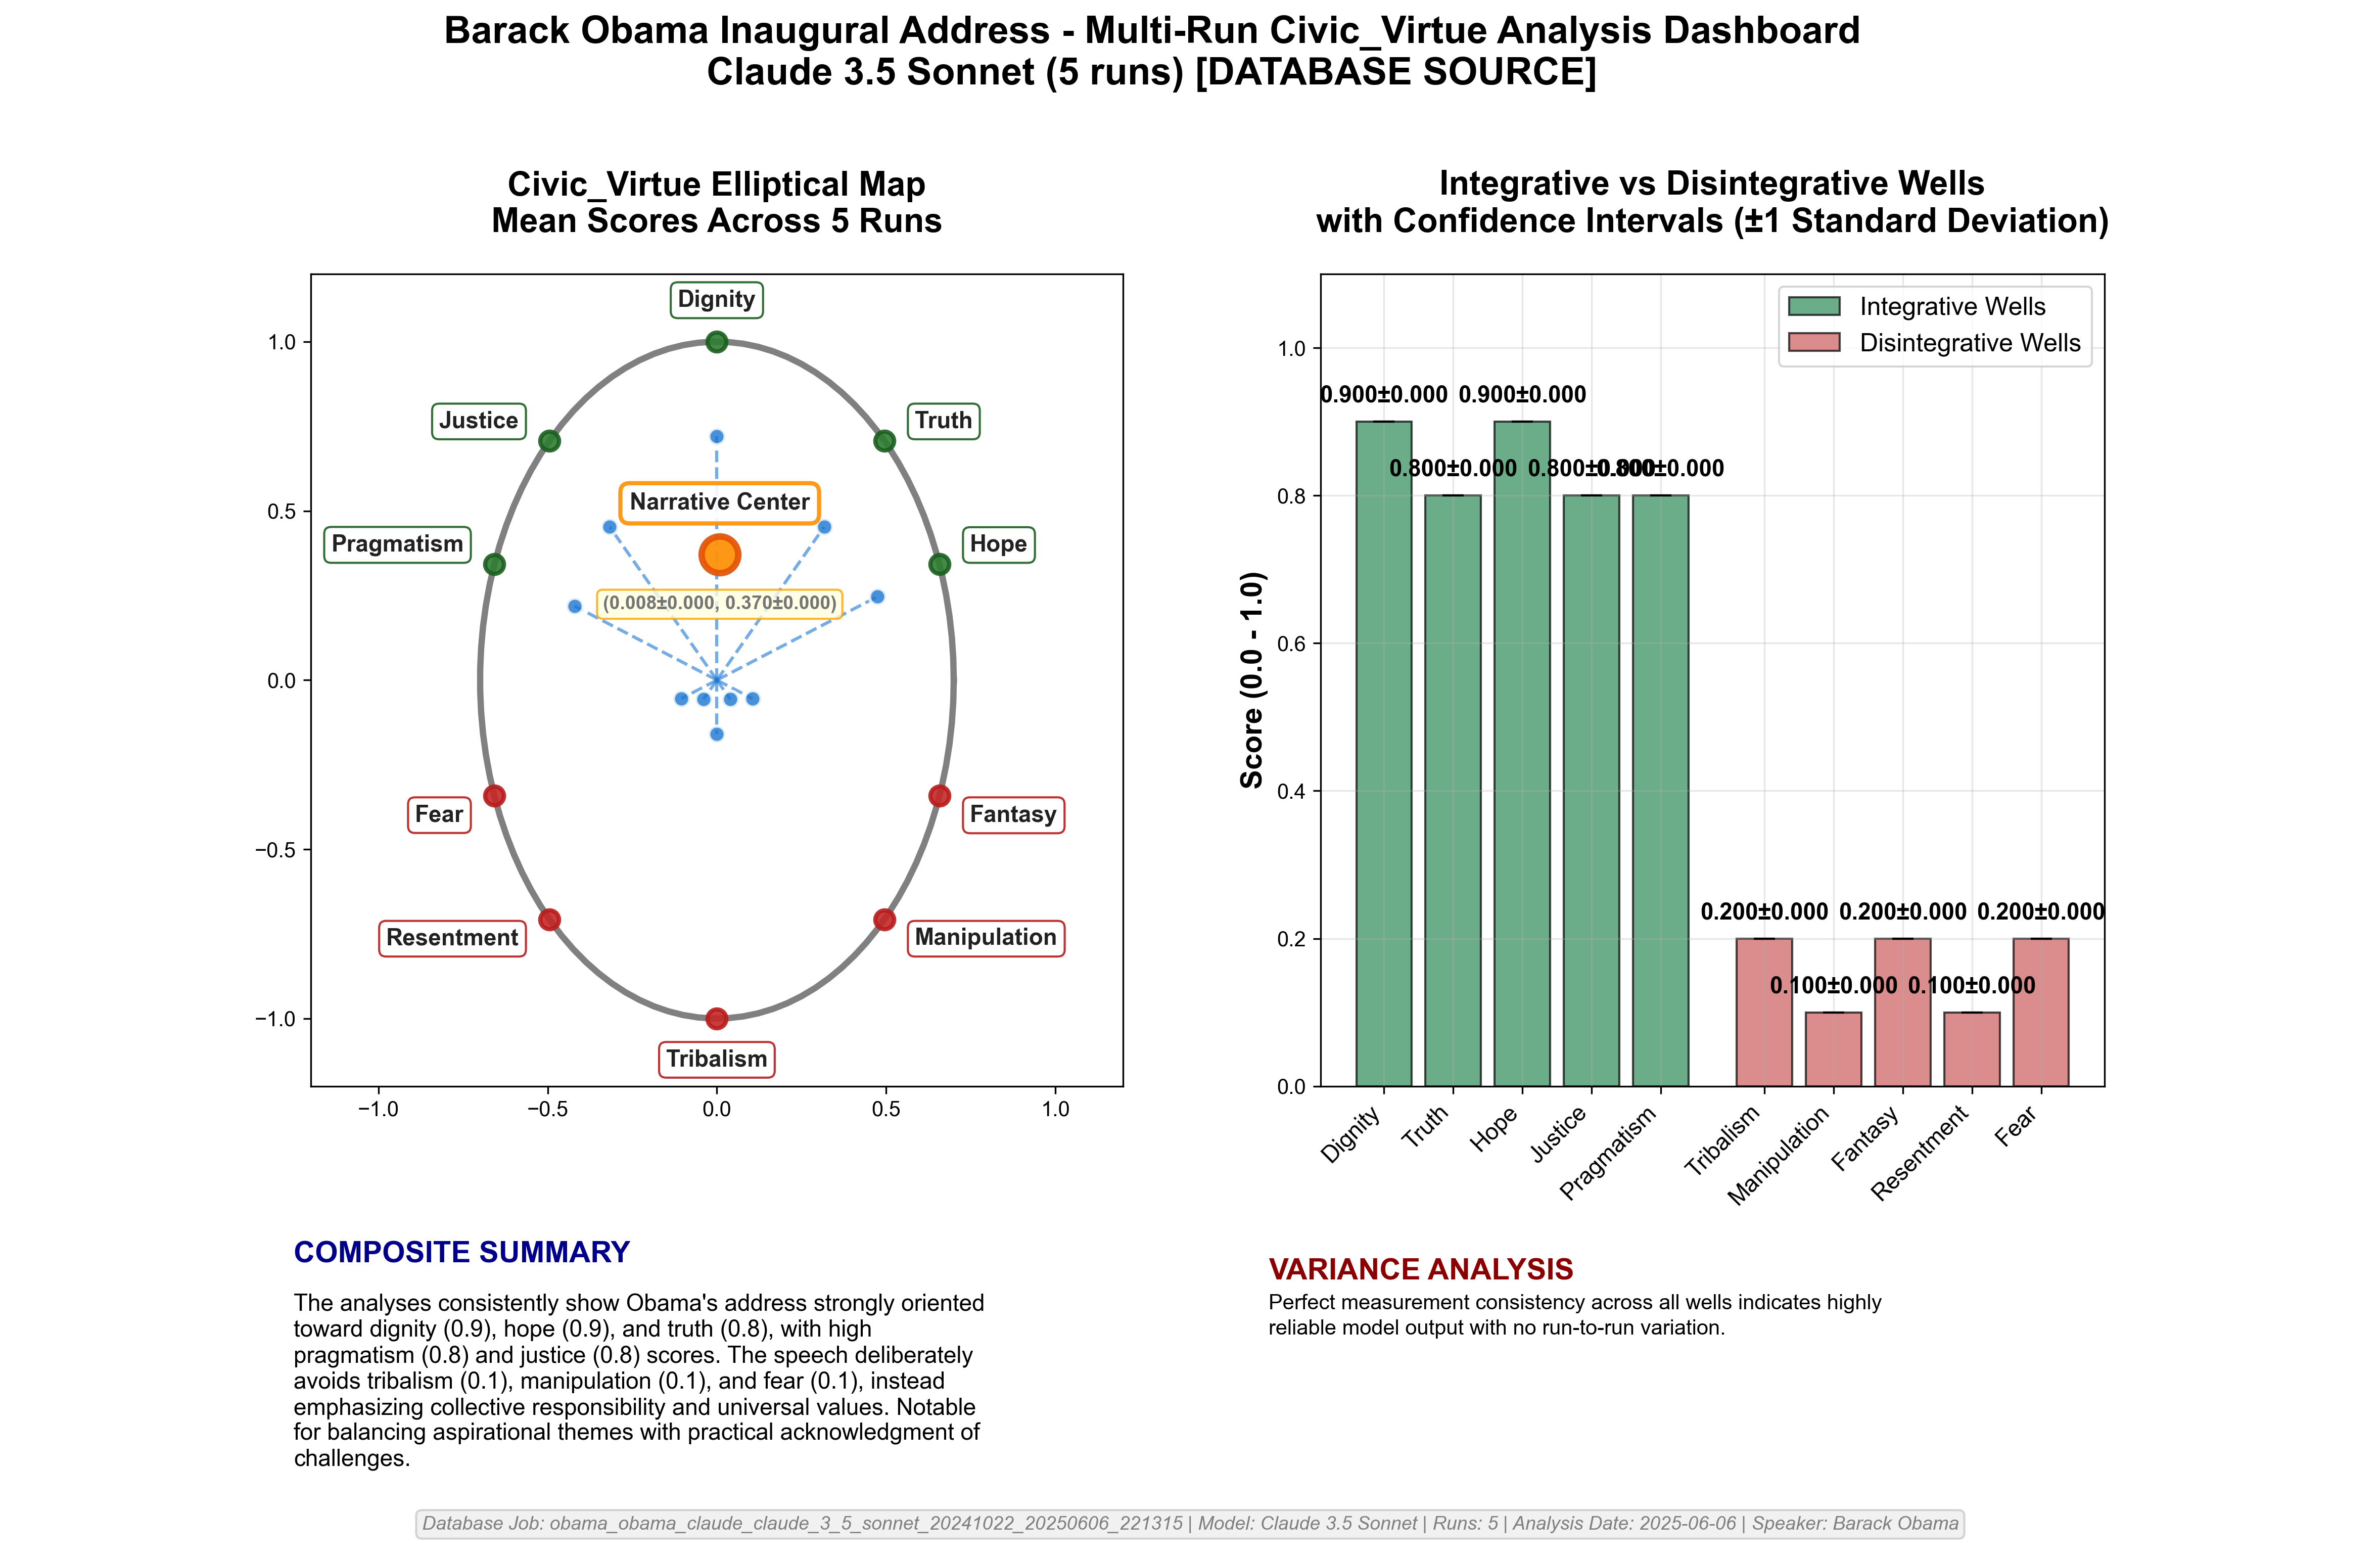 Barack Obama Inaugural Address - Multi-Run Civic_Virtue Analysis Dashboard
Claude 3.5 Sonnet (5 runs) [DATABASE SOURCE]
Civic_Virtue Elliptical Map
Mean Scores Across 5 Runs
Dignity
Justice
Truth
Narrative Center
Pragmatism
Hope
(0.008±0.000, 0.370±0.000)
Fear
Fantasy
Resentment
Manipulation
Tribalism
1.0
0.5
0.0
−0.5
−1.0
−1.0
−0.5
0.0
0.5
1.0
Integrative vs Disintegrative Wells
with Confidence Intervals (±1 Standard Deviation)
Integrative Wells
Disintegrative Wells
Score (0.0 - 1.0)
1.0
0.8
0.6
0.4
0.2
0.0
0.900±0.000
0.900±0.000
0.800±0.000
0.800±0.000
0.800±0.000
0.200±0.000
0.200±0.000
0.200±0.000
0.100±0.000
0.100±0.000
Dignity
Truth
Hope
Justice
Pragmatism
Tribalism
Manipulation
Fantasy
Resentment
Fear
COMPOSITE SUMMARY
The analyses consistently show Obama's address strongly oriented
toward dignity (0.9), hope (0.9), and truth (0.8), with high
pragmatism (0.8) and justice (0.8) scores. The speech deliberately
avoids tribalism (0.1), manipulation (0.1), and fear (0.1), instead
emphasizing collective responsibility and universal values. Notable
for balancing aspirational themes with practical acknowledgment of
challenges.
VARIANCE ANALYSIS
Perfect measurement consistency across all wells indicates highly
reliable model output with no run-to-run variation.
Database Job: obama_obama_claude_claude_3_5_sonnet_20241022_20250606_221315 | Model: Claude 3.5 Sonnet | Runs: 5 | Analysis Date: 2025-06-06 | Speaker: Barack Obama